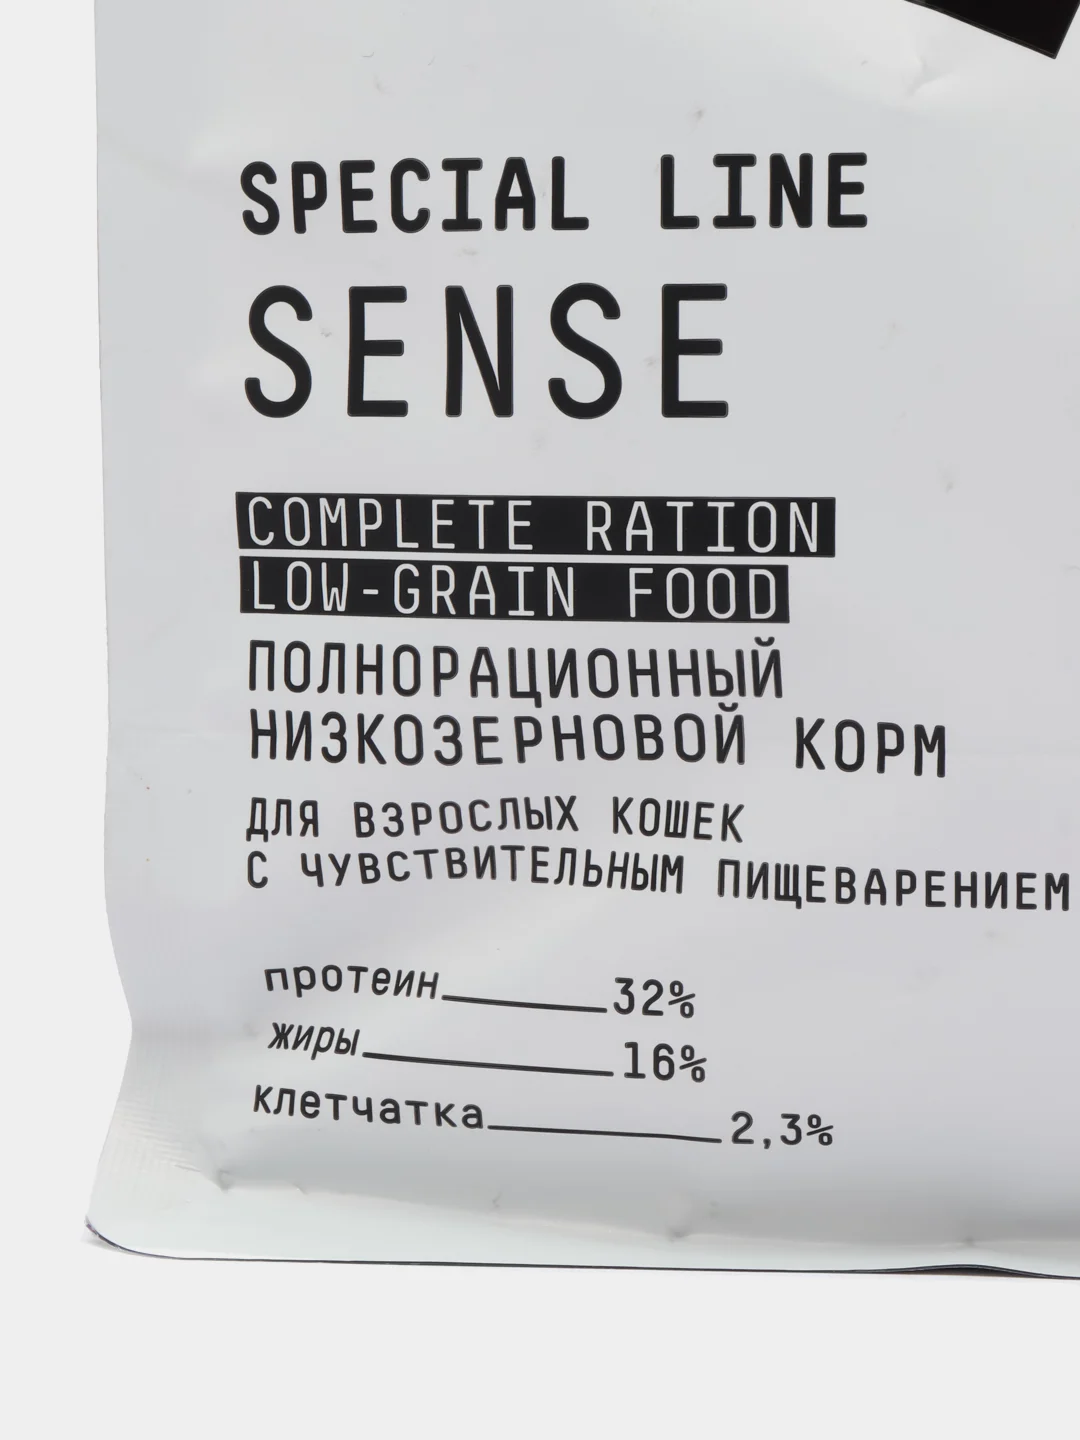 SPECIAL LINE
SENSE
COMPLETE RATION
LOW-GRAIN FOOD
ПОЛНОРАЦИОННЫЙ
НИЗКОЗЕРНОВОЙ КОРМ
ДЛЯ ВЗРОСЛЫХ КОШЕК
С ЧУВСТВИТЕЛЬНЫМ ПИЩЕВАРЕНИЕМ
протеин 32%
жиры 16%
клетчатка 2,3%